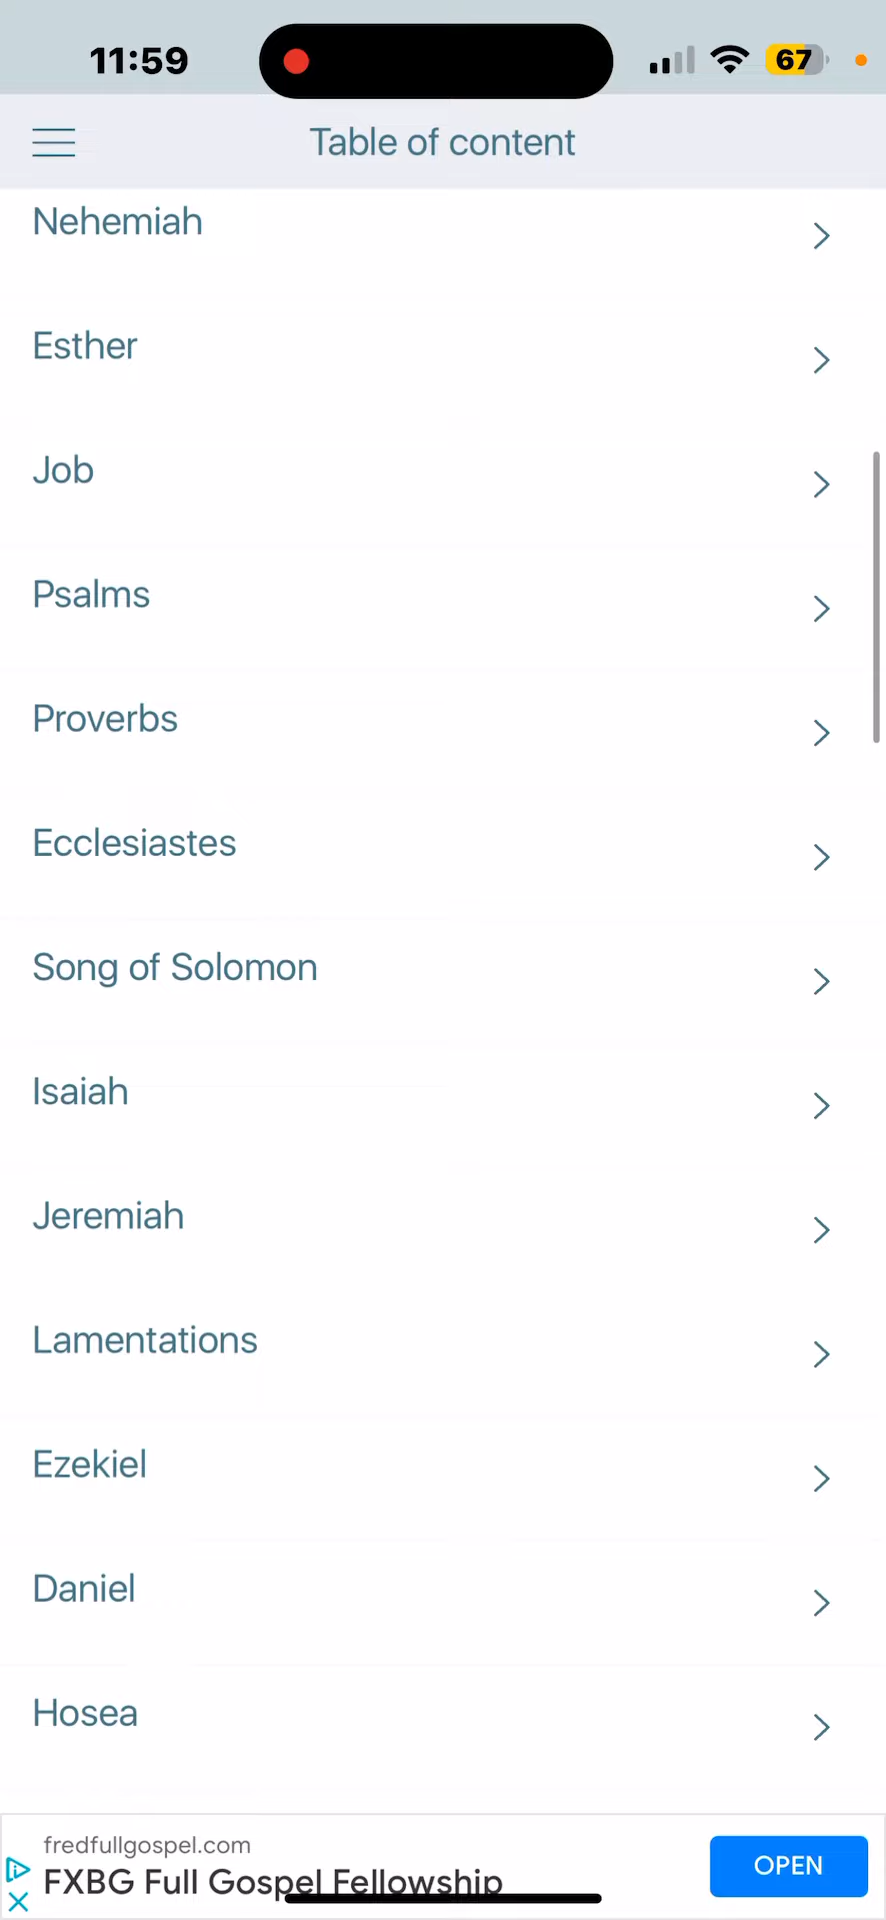 11:59
67
Table of content
Nehemiah
Esther
Job
Psalms
Proverbs
Ecclesiastes
Song of Solomon
Isaiah
Jeremiah
Lamentations
Ezekiel
Daniel
Hosea
fredfullgospel.com
FXBG Full Gospel Fellowship
OPEN